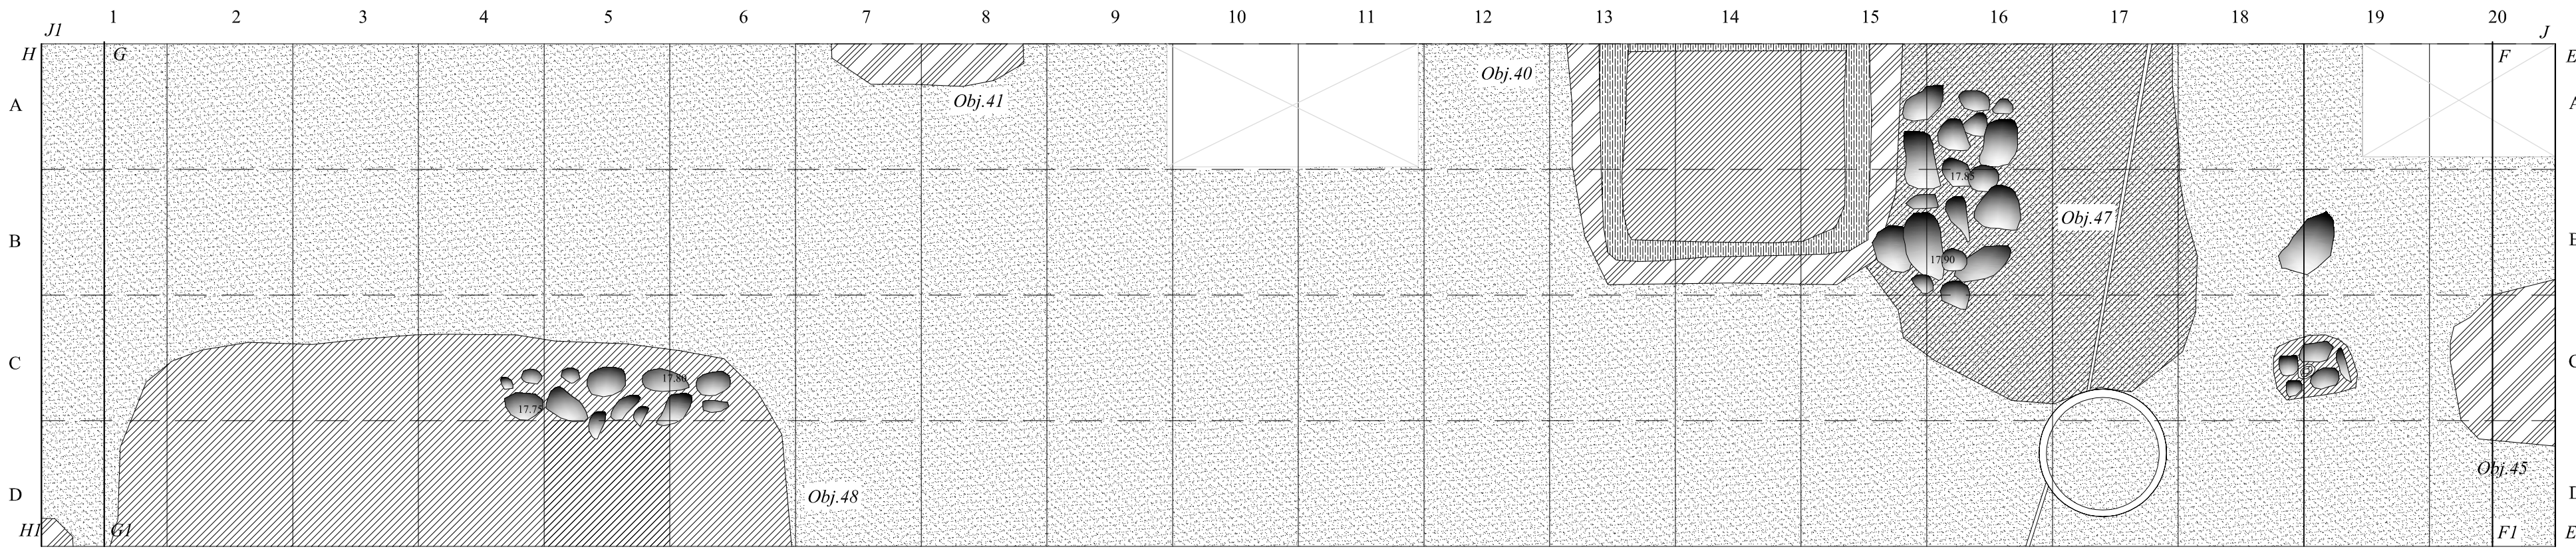 1 2 3 4 5 6 7 8 9 10 11 12 13 14 15 16 17 18 19 20
J1 J
H G F E
Obj.40
A Obj.41 A
17.85
Obj.47
B 17.90 B
C 17.80 C
17.75
Obj.45
D Obj.48 D
H1 G1 F1 E